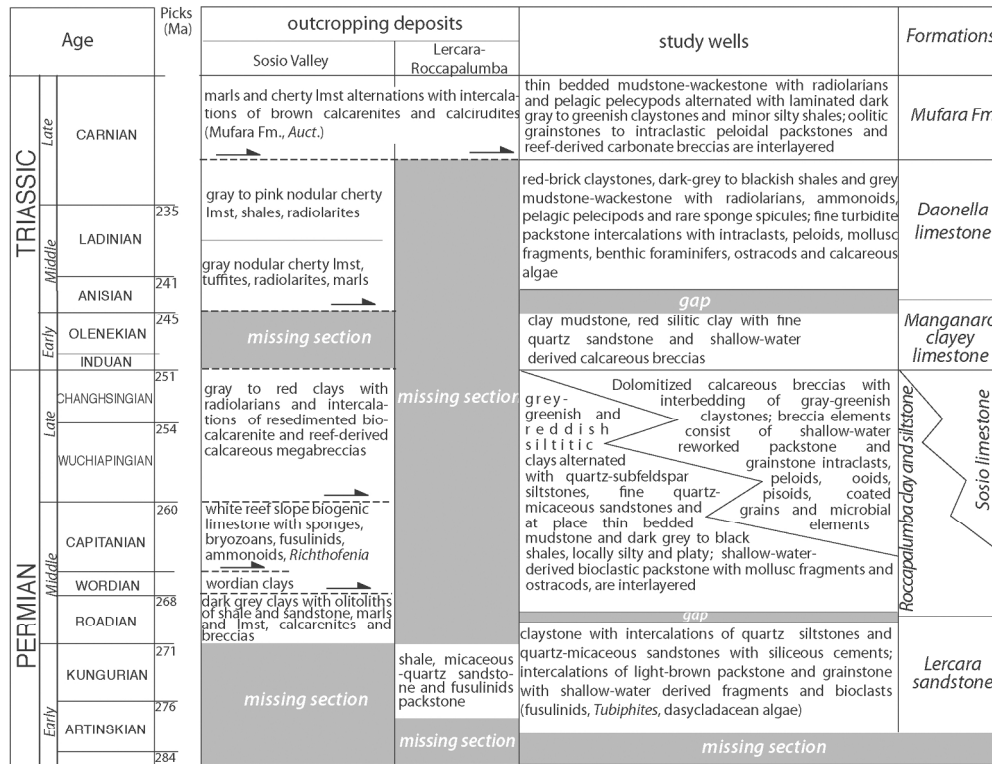 Age
Picks
(Ma)
outcropping deposits
Sosio Valley
Lercara-
Roccapalumba
study wells
Formations
TRIASSIC
Late
CARNIAN
marls and cherty lmst alternations with intercala-
tions of brown calcarenites and calcirudites
(Mufara Fm., Auct.)
thin bedded mudstone-wackestone with radiolarians
and pelagic pelecypods alternated with laminated dark
gray to greenish claystones and minor silty shales; oolitic
grainstones to intraclastic peloidal packstones and
reef-derived carbonate breccias are interlayered
Mufara Fm
235
Middle
LADINIAN
241
ANISIAN
245
gray to pink nodular cherty
lmst, shales, radiolarites
gray nodular cherty lmst,
tuffites, radiolarites, marls
red-brick claystones, dark-grey to blackish shales and grey
mudstone-wackestone with radiolarians, ammonoids,
pelagic pelecipods and rare sponge spicules; fine turbidite
packstone intercalations with intraclasts, peloids, mollusc
fragments, benthic foraminifers, ostracods and calcareous
algae
Daonella
limestone
gap
Early
OLENEKIAN
INDUAN
251
missing section
clay mudstone, red silitic clay with fine
quartz sandstone and shallow-water
derived calcareous breccias
Manganaro
clayey
limestone
missing section
PERMIAN
Late
CHANGHSINGIAN
254
WUCHIAPINGIAN
260
gray to red clays with
radiolarians and intercala-
tions of resedimented bio-
calcarenite and reef-derived
calcareous megabreccias
grey-
greenish and
reddish
siltitic
clays alternated
with quartz-subfeldspar
siltstones, fine quartz-
micaceous sandstones and
at place thin bedded
mudstone and dark grey to black
shales, locally silty and platy; shallow-water-
derived bioclastic packstone with mollusc fragments and
ostracods, are interlayered
Dolomitized calcareous breccias with
interbedding of gray-greenish
claystones; breccia elements
consist of shallow-water
reworked packstone and
grainstone intraclasts,
peloids, ooids,
pisoids, coated
grains and microbial
elements
Roccapalumba clay and siltstone
Sosio limestone
Middle
CAPITANIAN
WORDIAN
268
ROADIAN
271
white reef slope biogenic
limestone with sponges,
bryozoans, fusulinids,
ammonoids, Richthofenia
wordian clays
dark grey clays with olitoliths
of shale and sandstone, marls
and lmst, calcarenites and
breccias
gap
Early
KUNGURIAN
276
ARTINSKIAN
284
missing section
shale, micaceous
-quartz sandsto-
ne and fusulinids
packstone
missing section
claystone with intercalations of quartz siltstones and
quartz-micaceous sandstones with siliceous cements;
intercalations of light-brown packstone and grainstone
with shallow-water derived fragments and bioclasts
(fusulinids, Tubiphites, dasycladacean algae)
missing section
Lercara
sandstone